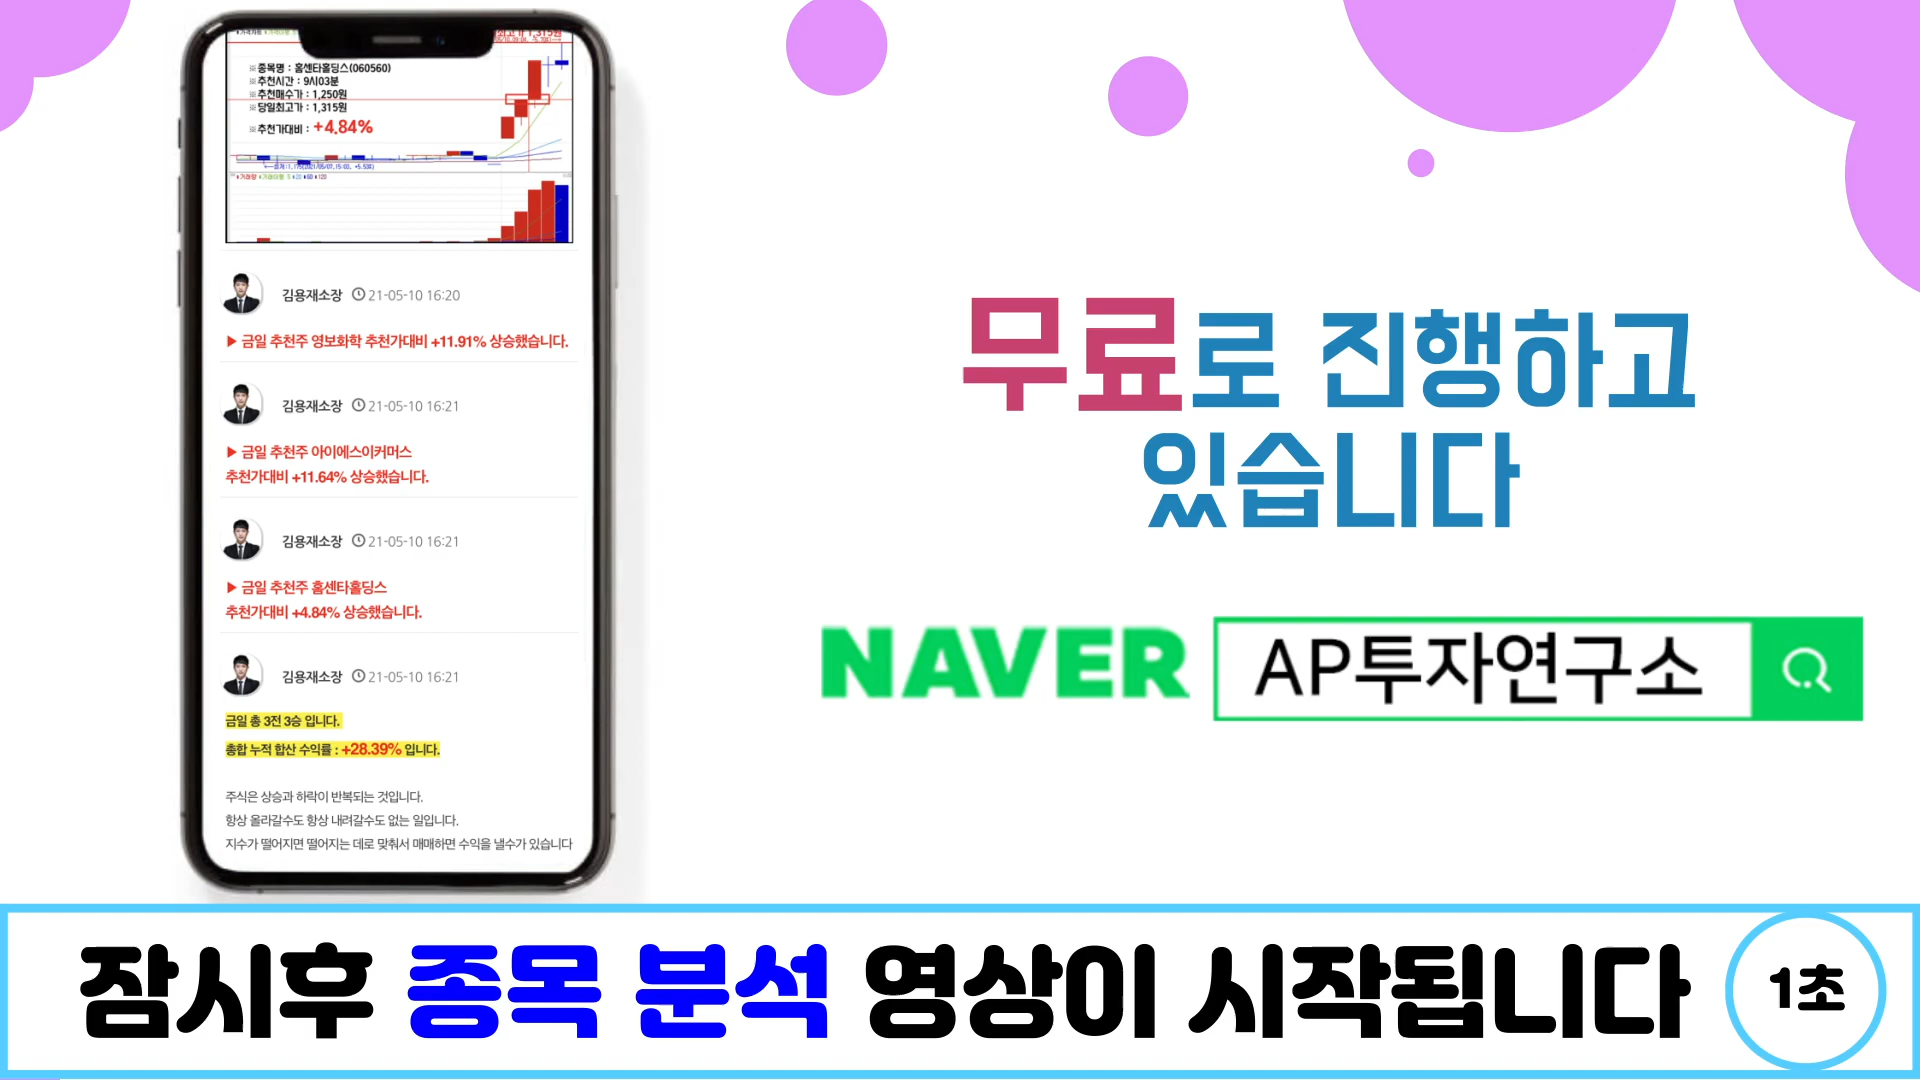 ※종목명 : 홈센타홀딩스(060560)
※추천시간 : 9시03분
※추천매수가 : 1,250원
※당일최고가 : 1,315원
※추천가대비 : +4.84%
김용재소장 21-05-10 16:20
▶ 금일 추천주 영보화학 추천가대비 +11.91% 상승했습니다.
김용재소장 21-05-10 16:21
▶ 금일 추천주 아이에스이커머스
추천가대비 +11.64% 상승했습니다.
김용재소장 21-05-10 16:21
▶ 금일 추천주 홈센타홀딩스
추천가대비 +4.84% 상승했습니다.
김용재소장 21-05-10 16:21
금일 총 3전 3승 입니다.
총합 누적 합산 수익률 : +28.39% 입니다.
주식은 상승과 하락이 반복되는 것입니다.
항상 올라갈수도 항상 내려갈수도 없는 일입니다.
지수가 떨어지면 떨어지는 데로 맞춰서 매매하면 수익을 낼수가 있습니다
무료로 진행하고
있습니다
NAVER AP투자연구소
잠시후 종목 분석 영상이 시작됩니다 1초